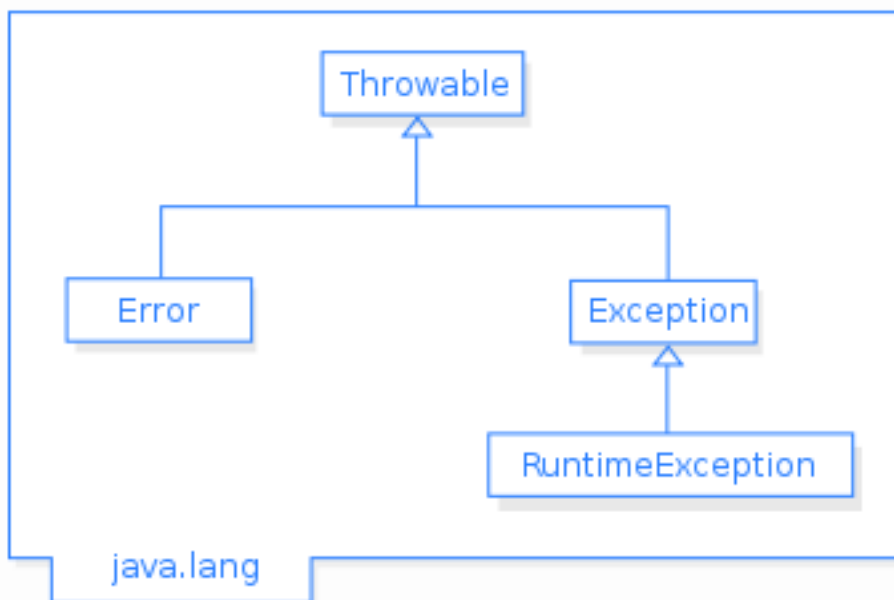 Throwable
Error
Exception
RuntimeException
java.lang